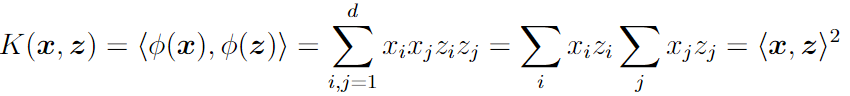 K(𝒙, 𝒛) = ⟨ϕ(𝒙), ϕ(𝒛)⟩ = ∑_{i,j=1}^{d} x_i x_j z_i z_j = ∑_i x_i z_i ∑_j x_j z_j = ⟨𝒙, 𝒛⟩²